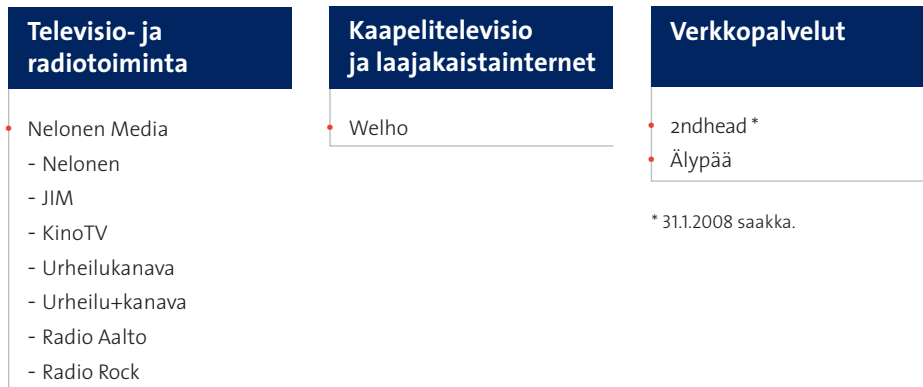 Televisio- ja
radiotoiminta
• Nelonen Media
- Nelonen
- JIM
- KinoTV
- Urheilukanava
- Urheilu+kanava
- Radio Aalto
- Radio Rock
Kaapelitelevisio
ja laajakaistainternet
• Welho
Verkkopalvelut
• 2ndhead *
• Älypää
* 31.1.2008 saakka.